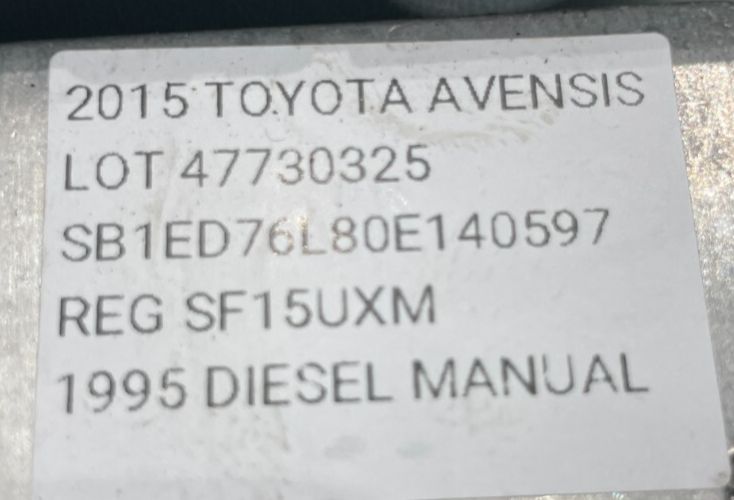 2015 TOYOTA AVENSIS
LOT 47730325
SB1ED76L80E140597
REG SF15UXM
1995 DIESEL MANUAL